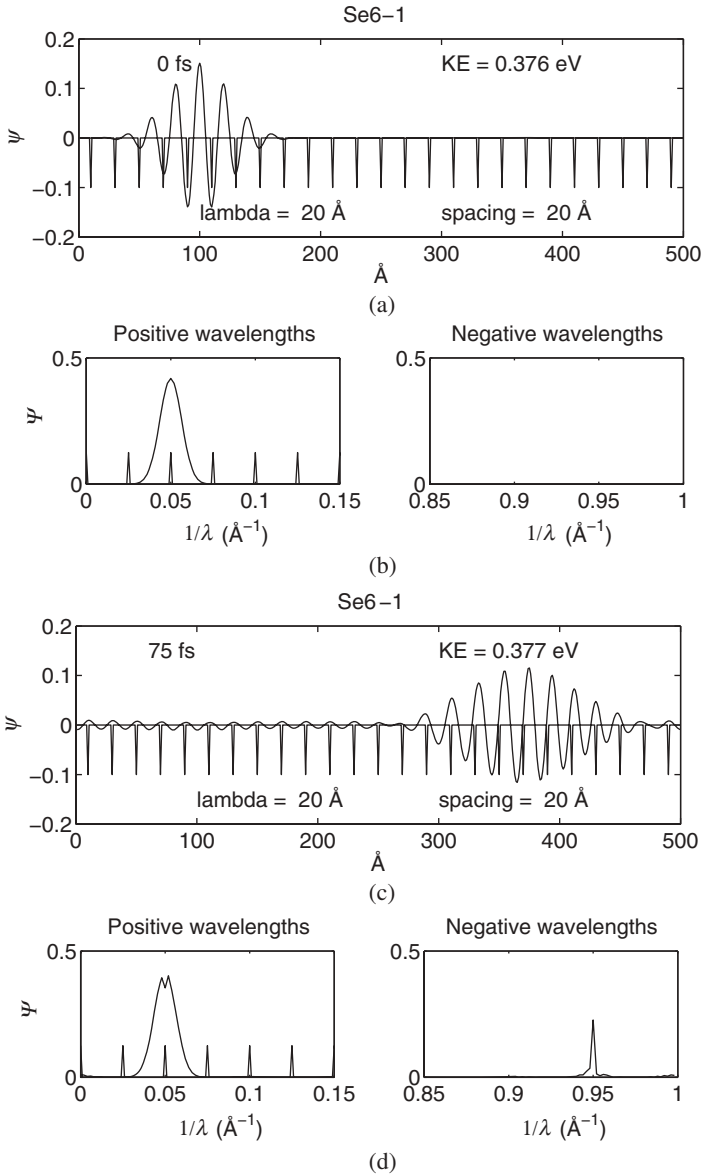 Se6-1
0.2
0.1
0
-0.1
-0.2
ψ
0 fs
KE = 0.376 eV
lambda = 20 Å
spacing = 20 Å
0 100 200 300 400 500
Å
(a)
Positive wavelengths
0.5
0
Ψ
0 0.05 0.1 0.15
1/λ (Å⁻¹)
Negative wavelengths
0.5
0
0.85 0.9 0.95 1
1/λ (Å⁻¹)
(b)
Se6-1
0.2
0.1
0
-0.1
-0.2
ψ
75 fs
KE = 0.377 eV
lambda = 20 Å
spacing = 20 Å
0 100 200 300 400 500
Å
(c)
Positive wavelengths
0.5
0
Ψ
0 0.05 0.1 0.15
1/λ (Å⁻¹)
Negative wavelengths
0.5
0
0.85 0.9 0.95 1
1/λ (Å⁻¹)
(d)